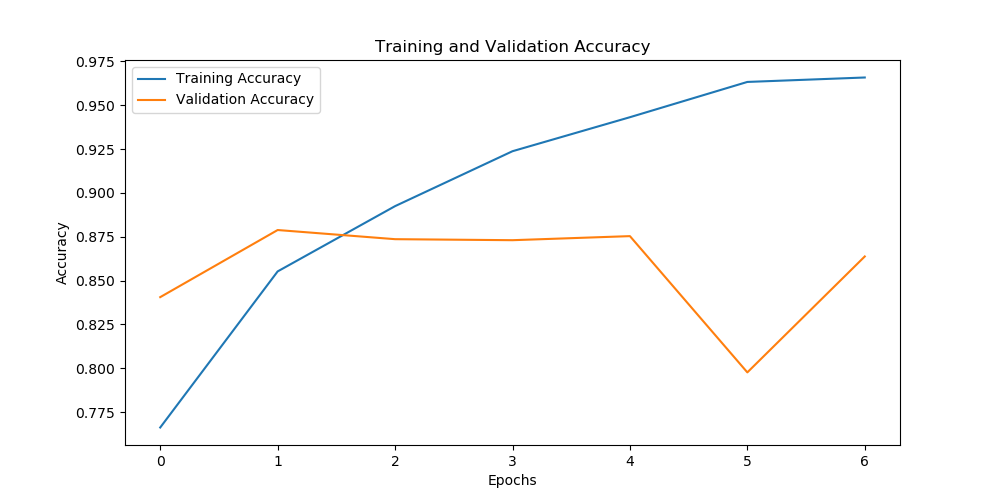 Training and Validation Accuracy
Training Accuracy
Validation Accuracy
Accuracy
0.975
0.950
0.925
0.900
0.875
0.850
0.825
0.800
0.775
0 1 2 3 4 5 6
Epochs